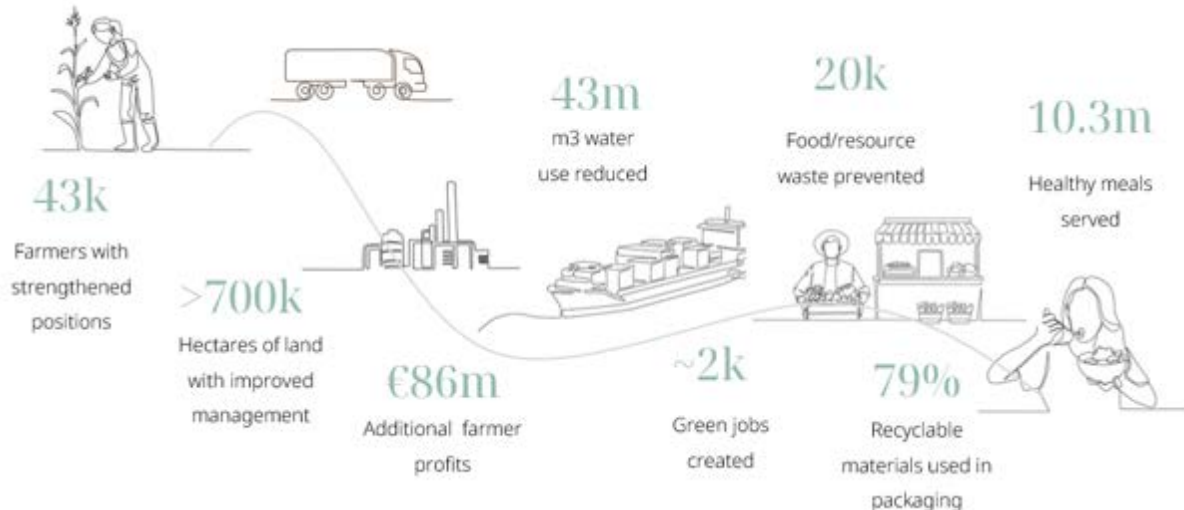 43k
Farmers with
strengthened
positions
>700k
Hectares of land
with improved
management
€86m
Additional farmer
profits
43m
m3 water
use reduced
~2k
Green jobs
created
20k
Food/resource
waste prevented
79%
Recyclable
materials used in
packaging
10.3m
Healthy meals
served